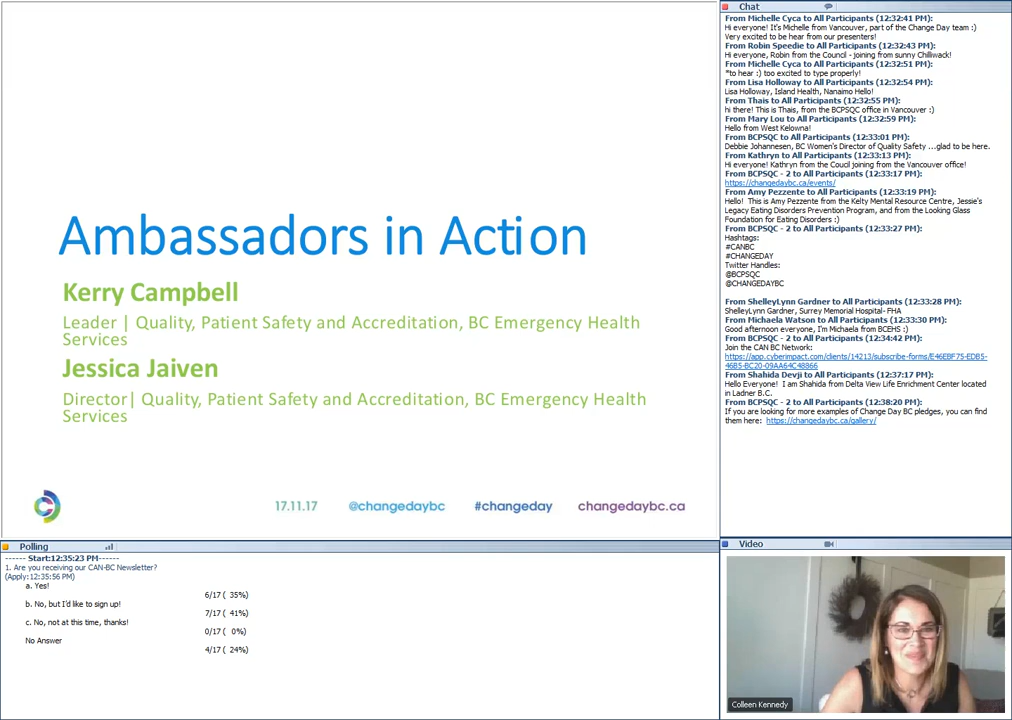 Ambassadors in Action
Kerry Campbell
Leader | Quality, Patient Safety and Accreditation, BC Emergency Health
Services
Jessica Jaiven
Director| Quality, Patient Safety and Accreditation, BC Emergency Health
Services
17.11.17 @changedaybc #changeday changedaybc.ca
Polling
------ Start:12:35:23 PM------
1. Are you receiving our CAN-BC Newsletter?
(Apply:12:35:56 PM)
a. Yes!
6/17 ( 35%)
b. No, but I'd like to sign up!
7/17 ( 41%)
c. No, not at this time, thanks!
0/17 ( 0%)
No Answer
4/17 ( 24%)
Chat
From Michelle Cyca to All Participants (12:32:41 PM):
Hi everyone! It's Michelle from Vancouver, part of the Change Day team :)
Very excited to be hear from our presenters!
From Robin Speedie to All Participants (12:32:43 PM):
Hi everyone, Robin from the Council - joining from sunny Chilliwack!
From Michelle Cyca to All Participants (12:32:51 PM):
*to hear :) too excited to type properly!
From Lisa Holloway to All Participants (12:32:54 PM):
Lisa Holloway, Island Health, Nanaimo Hello!
From Thais to All Participants (12:32:55 PM):
hi there! This is Thais, from the BCPSQC office in Vancouver :)
From Mary Lou to All Participants (12:32:59 PM):
Hello from West Kelowna!
From BCPSQC to All Participants (12:33:01 PM):
Debbie Johannesen, BC Women's Director of Quality Safety ...glad to be here.
From Kathryn to All Participants (12:33:13 PM):
Hi everyone! Kathryn from the Coucil joining from the Vancouver office!
From BCPSQC - 2 to All Participants (12:33:17 PM):
https://changedaybc.ca/events/
From Amy Pezzente to All Participants (12:33:19 PM):
Hello! This is Amy Pezzente from the Kelty Mental Resource Centre, Jessie's
Legacy Eating Disorders Prevention Program, and from the Looking Glass
Foundation for Eating Disorders :)
From BCPSQC - 2 to All Participants (12:33:27 PM):
Hashtags:
#CANBC
#CHANGEDAY
Twitter Handles:
@BCPSQC
@CHANGEDAYBC
From ShelleyLynn Gardner to All Participants (12:33:28 PM):
ShelleyLynn Gardner, Surrey Memorial Hospital- FHA
From Michaela Watson to All Participants (12:33:30 PM):
Good afternoon everyone, I'm Michaela from BCEHS :)
From BCPSQC - 2 to All Participants (12:34:42 PM):
Join the CAN BC Network:
https://app.cyberimpact.com/clients/14213/subscribe-forms/E46EBF75-EDB5-
46B5-BC20-09AA64C48866
From Shahida Devji to All Participants (12:37:17 PM):
Hello Everyone! I am Shahida from Delta View Life Enrichment Center located
in Ladner B.C.
From BCPSQC - 2 to All Participants (12:38:20 PM):
If you are looking for more examples of Change Day BC pledges, you can find
them here: https://changedaybc.ca/gallery/
Video
Colleen Kennedy